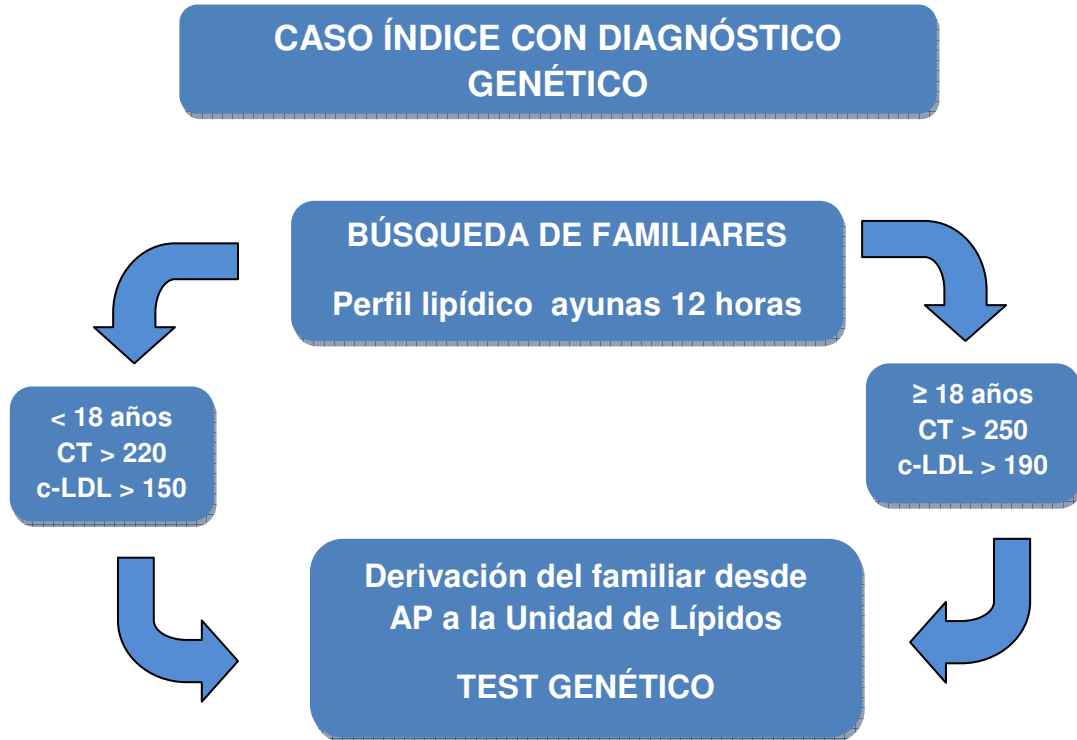 CASO ÍNDICE CON DIAGNÓSTICO
GENÉTICO
BÚSQUEDA DE FAMILIARES
Perfil lipídico ayunas 12 horas
< 18 años
CT > 220
c-LDL > 150
≥ 18 años
CT > 250
c-LDL > 190
Derivación del familiar desde
AP a la Unidad de Lípidos
TEST GENÉTICO